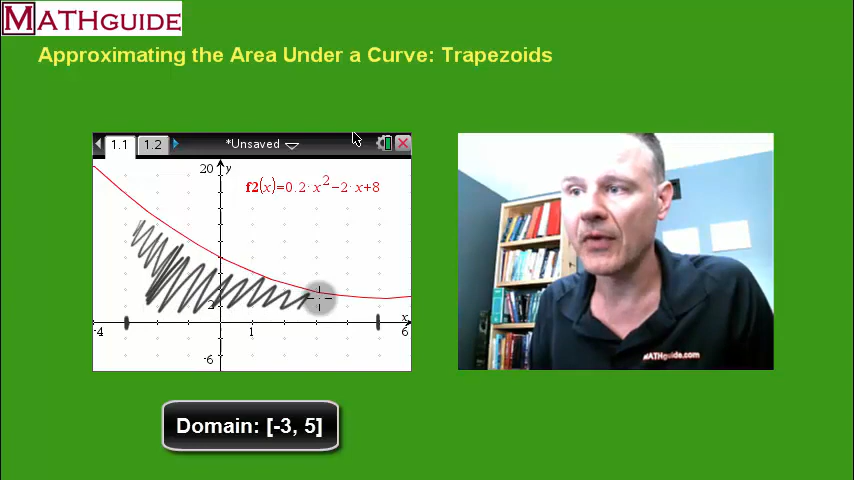 MATHGUIDE
Approximating the Area Under a Curve: Trapezoids
1.1 1.2 *Unsaved
20 y
f2(x)=0.2·x²−2·x+8
2
-4 1 x 6
-6
MATHguide.com
Domain: [-3, 5]